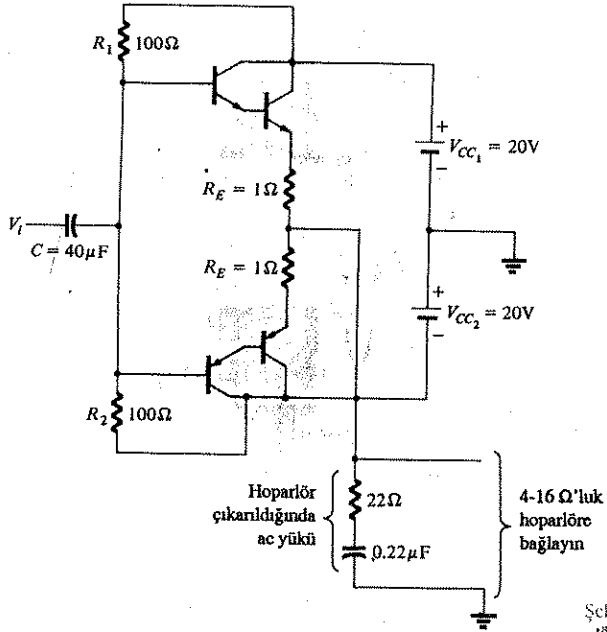 R₁ 100Ω
V_CC₁ = 20V
+
−
R_E = 1Ω
V_i
C = 40μF
R_E = 1Ω
+
V_CC₂ = 20V
−
R₂ 100Ω
Hoparlör
çıkarıldığında
ac yükü
22Ω
0.22μF
4-16 Ω'luk
hoparlöre
bağlayın